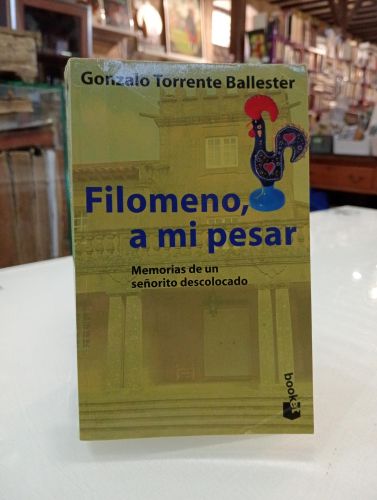 Gonzalo Torrente Ballester
Filomeno,
a mi pesar
Memorias de un
señorito descolocado
booket